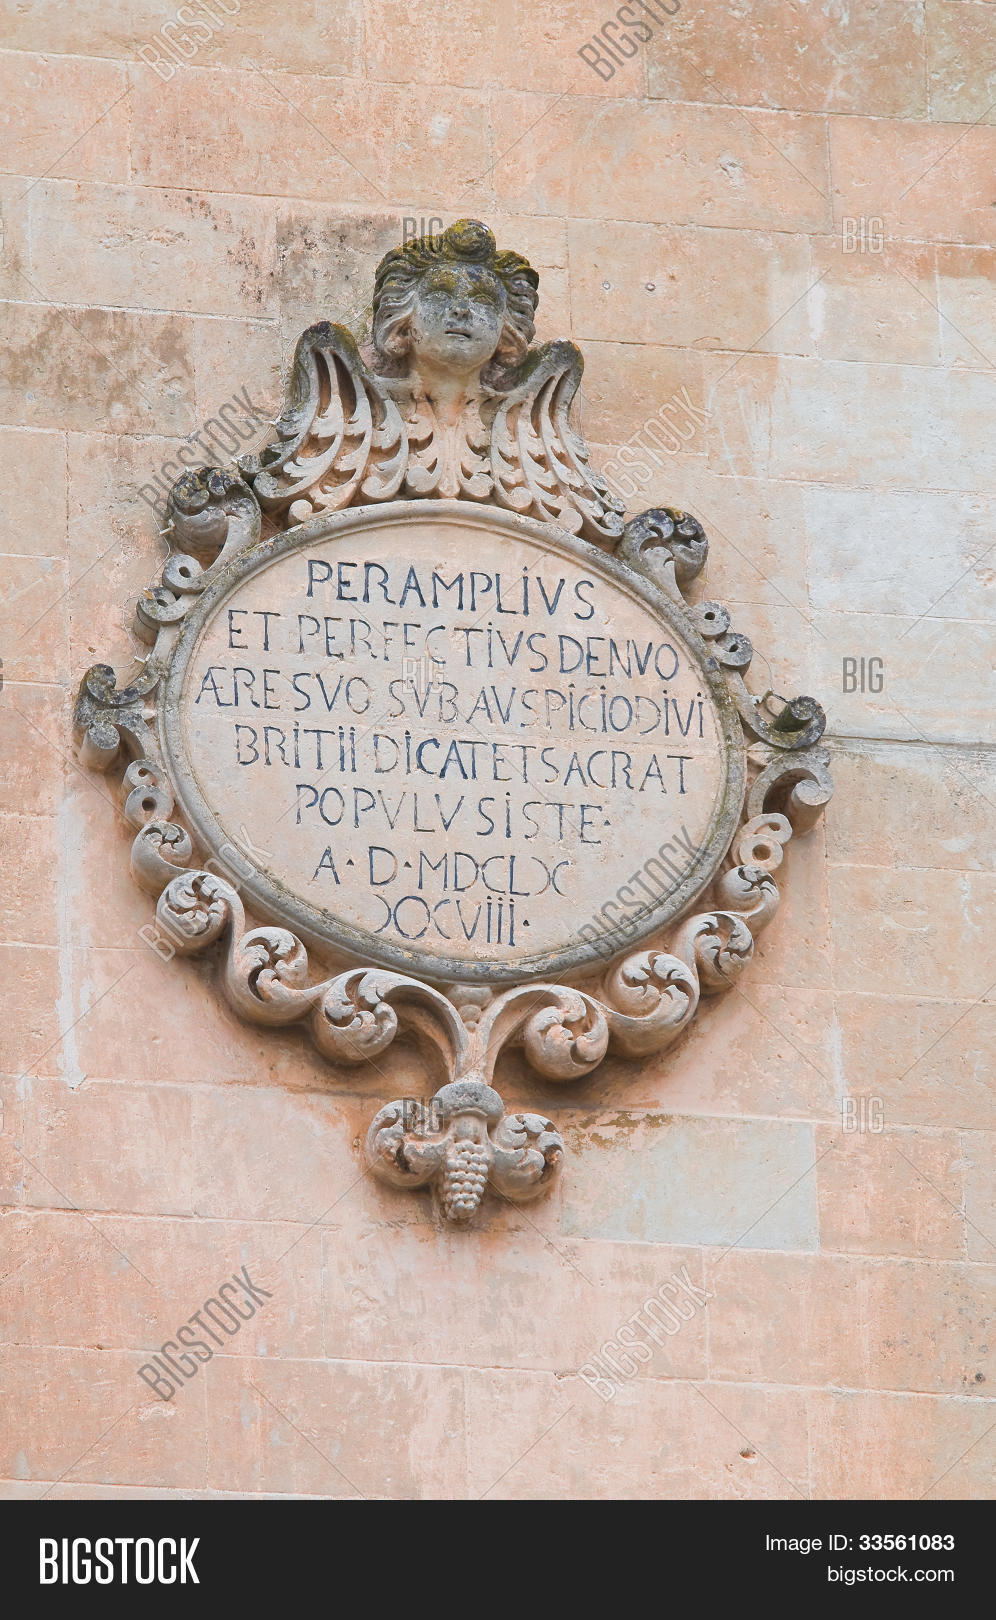 PERAMPLIVS
ET PERFECTIVS DENVO
ÆRE SVO SVB AVSPICIO DIVI
BRITII DICAT ET SACRAT
POPVLVS ISTE·
A·D·MDCLXC
XXCVIII·
BIGSTOCK
Image ID: 33561083
bigstock.com